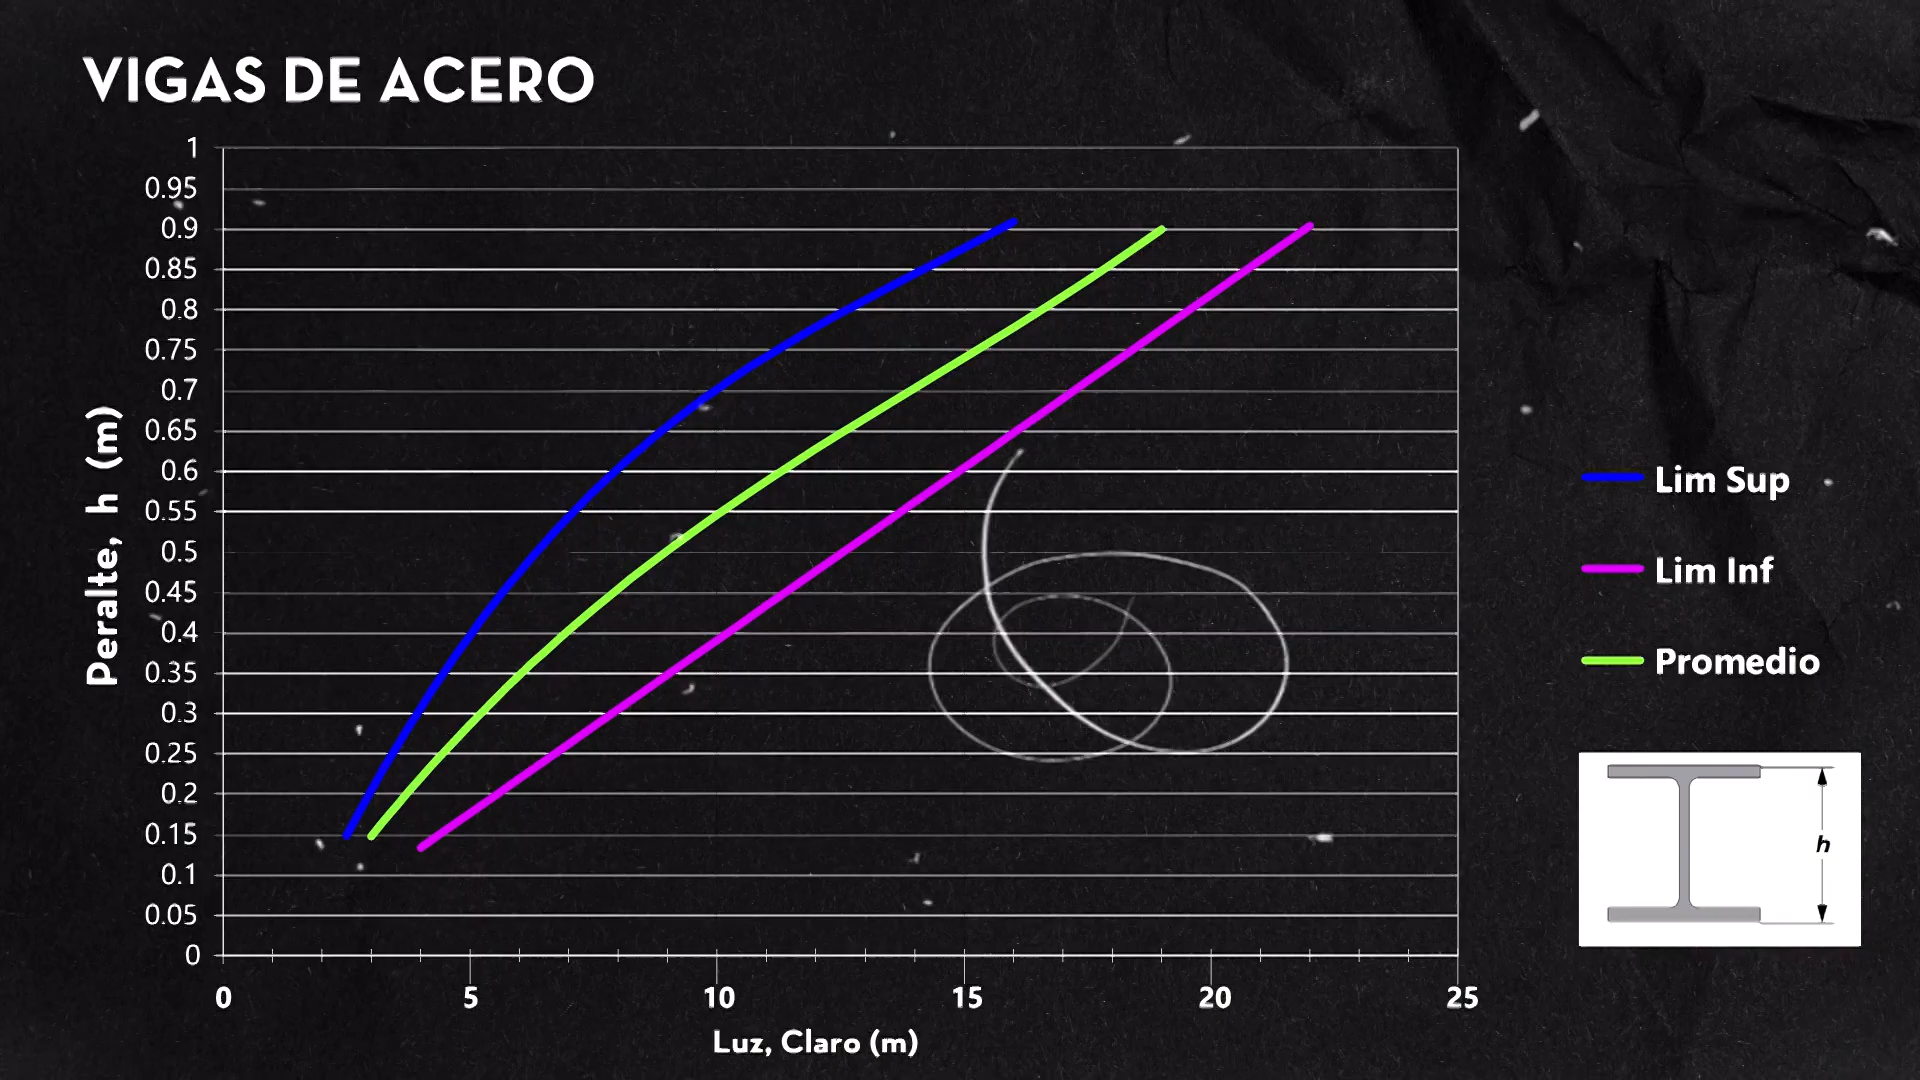 VIGAS DE ACERO
1
0.95
0.9
0.85
0.8
0.75
0.7
0.65
0.6
0.55
0.5
0.45
0.4
0.35
0.3
0.25
0.2
0.15
0.1
0.05
0
Peralte, h (m)
0 5 10 15 20 25
Luz, Claro (m)
Lim Sup
Lim Inf
Promedio
h